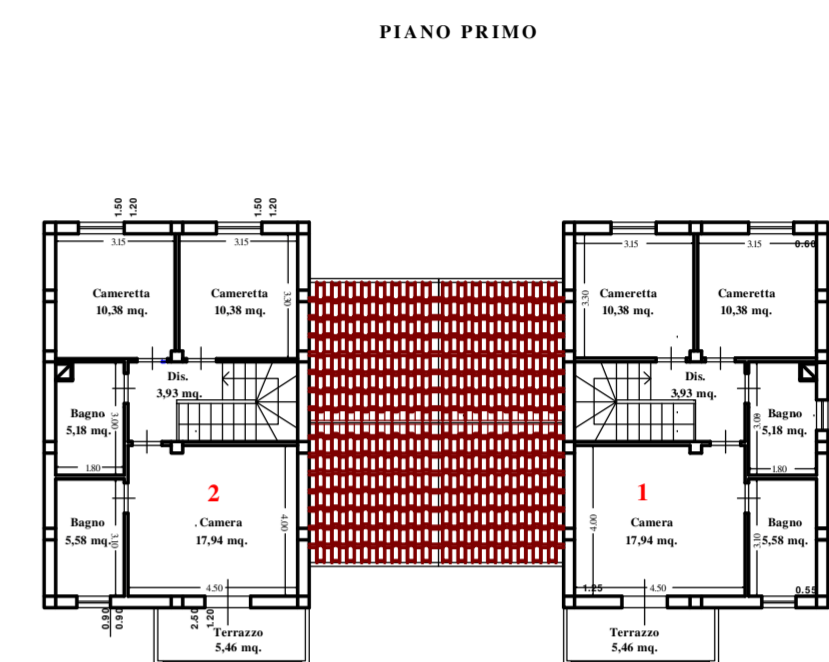 PIANO PRIMO
1.50
1.20
1.50
1.20
3.15
3.15
3.15
3.15
0.60
Cameretta
10,38 mq.
Cameretta
10,38 mq.
3.30
3.30
Cameretta
10,38 mq.
Cameretta
10,38 mq.
Dis.
3,93 mq.
Dis.
3,93 mq.
Bagno
5,18 mq.
3.00
3.00
Bagno
5,18 mq.
1.80
1.80
2
1
Bagno
5,58 mq.
3.10
Camera
17,94 mq.
4.00
4.00
Camera
17,94 mq.
3.10
Bagno
5,58 mq.
4.50
1.25
4.50
0.55
0.90
0.90
2.50
1.20
Terrazzo
5,46 mq.
Terrazzo
5,46 mq.